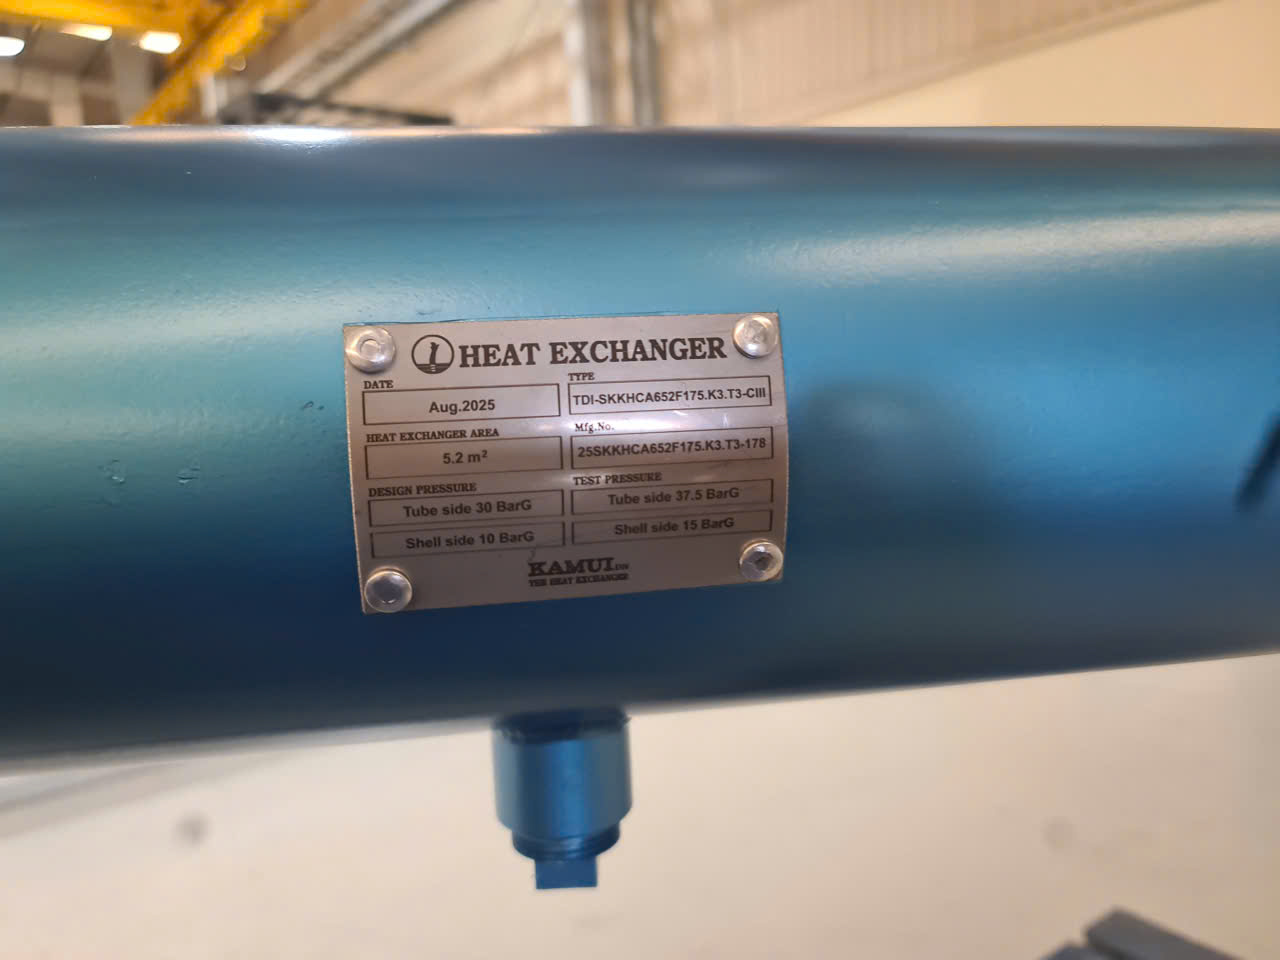 HEAT EXCHANGER
DATE
Aug.2025
TYPE
TDI-SKKHCA652F175.K3.T3-CIII
HEAT EXCHANGER AREA
5.2 m²
Mfg.No.
25SKKHCA652F175.K3.T3-178
DESIGN PRESSURE
Tube side 30 BarG
Shell side 10 BarG
TEST PRESSURE
Tube side 37.5 BarG
Shell side 15 BarG
KAMUI
THE HEAT EXCHANGER